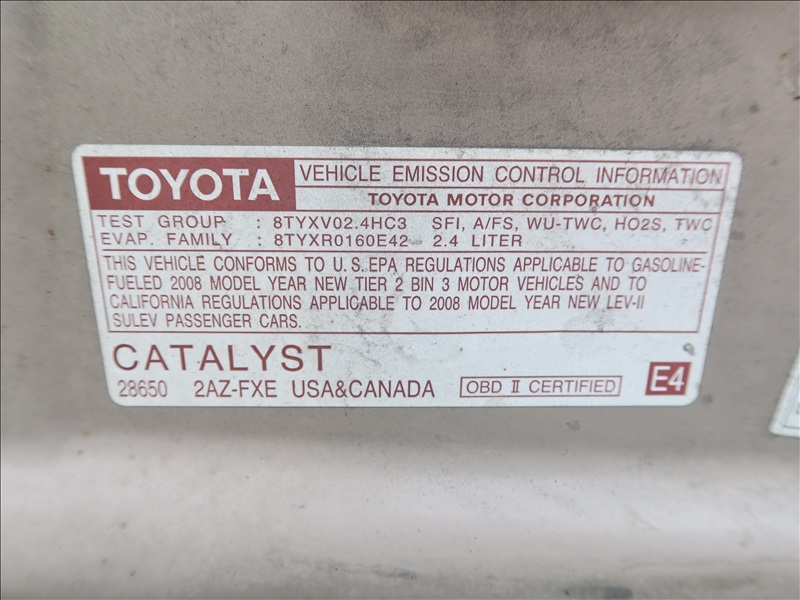 TOYOTA VEHICLE EMISSION CONTROL INFORMATION
TOYOTA MOTOR CORPORATION
TEST GROUP : 8TYXV02.4HC3 SFI, A/FS, WU-TWC, HO2S, TWC
EVAP. FAMILY : 8TYXR0160E42 2.4 LITER
THIS VEHICLE CONFORMS TO U.S.EPA REGULATIONS APPLICABLE TO GASOLINE-
FUELED 2008 MODEL YEAR NEW TIER 2 BIN 3 MOTOR VEHICLES AND TO
CALIFORNIA REGULATIONS APPLICABLE TO 2008 MODEL YEAR NEW LEV-II
SULEV PASSENGER CARS.
CATALYST
28650 2AZ-FXE USA&CANADA OBD II CERTIFIED E4